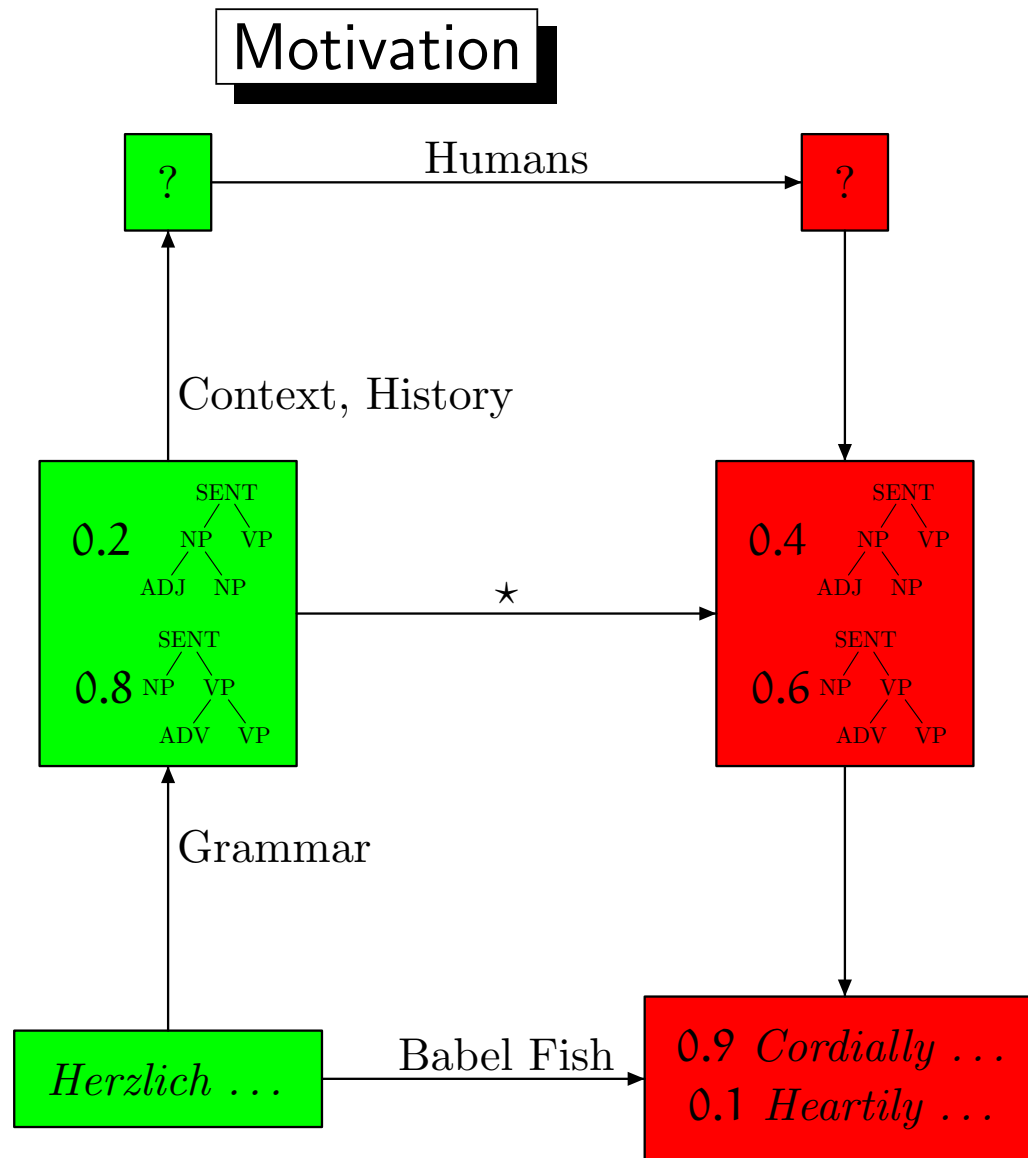 Motivation
? Humans ?
Context, History
SENT SENT
0.2 NP VP 0.4 NP VP
ADJ NP ADJ NP
⋆
SENT SENT
0.8 NP VP 0.6 NP VP
ADV VP ADV VP
Grammar
Herzlich ... Babel Fish 0.9 Cordially ...
0.1 Heartily ...